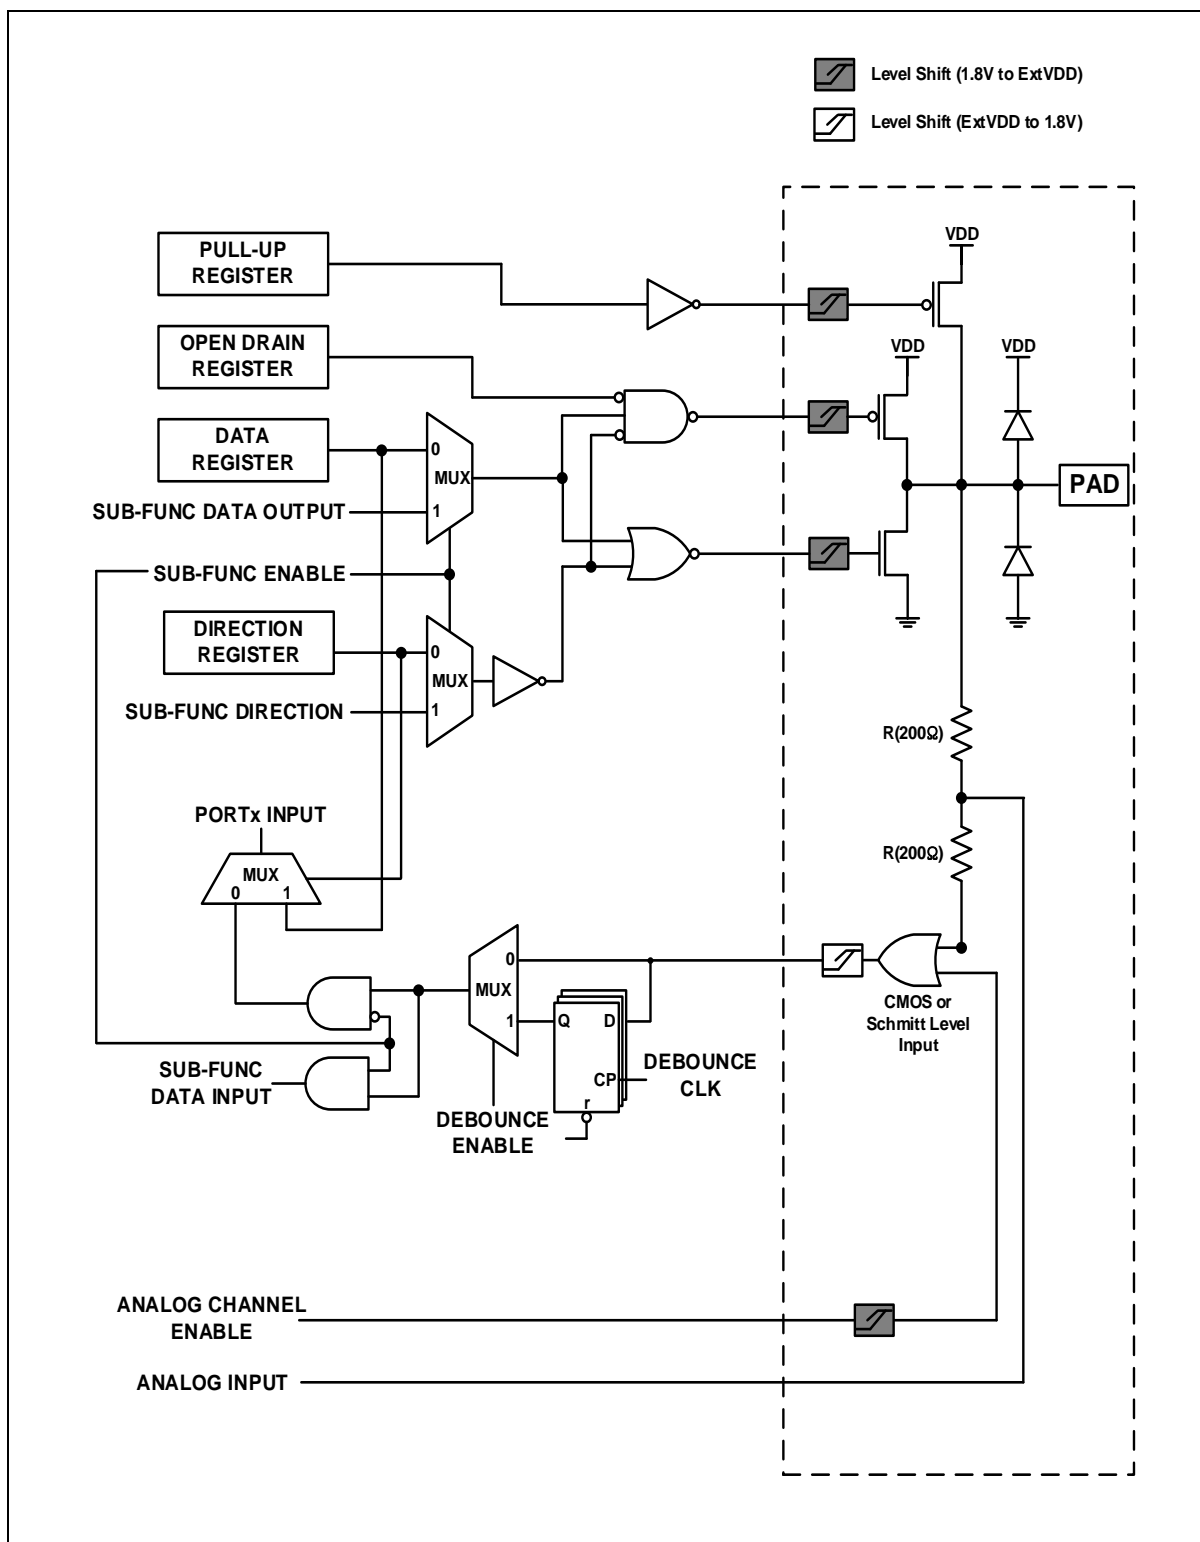 Level Shift (1.8V to ExtVDD)
Level Shift (ExtVDD to 1.8V)
VDD
PULL-UP
REGISTER
OPEN DRAIN
REGISTER
VDD
VDD
DATA
REGISTER
0
MUX
1
PAD
SUB-FUNC DATA OUTPUT
SUB-FUNC ENABLE
DIRECTION
REGISTER
0
MUX
1
SUB-FUNC DIRECTION
R(200Ω)
PORTx INPUT
MUX
0 1
R(200Ω)
0
MUX
1
Q D
CP
r
CMOS or
Schmitt Level
Input
SUB-FUNC
DATA INPUT
DEBOUNCE
CLK
DEBOUNCE
ENABLE
ANALOG CHANNEL
ENABLE
ANALOG INPUT